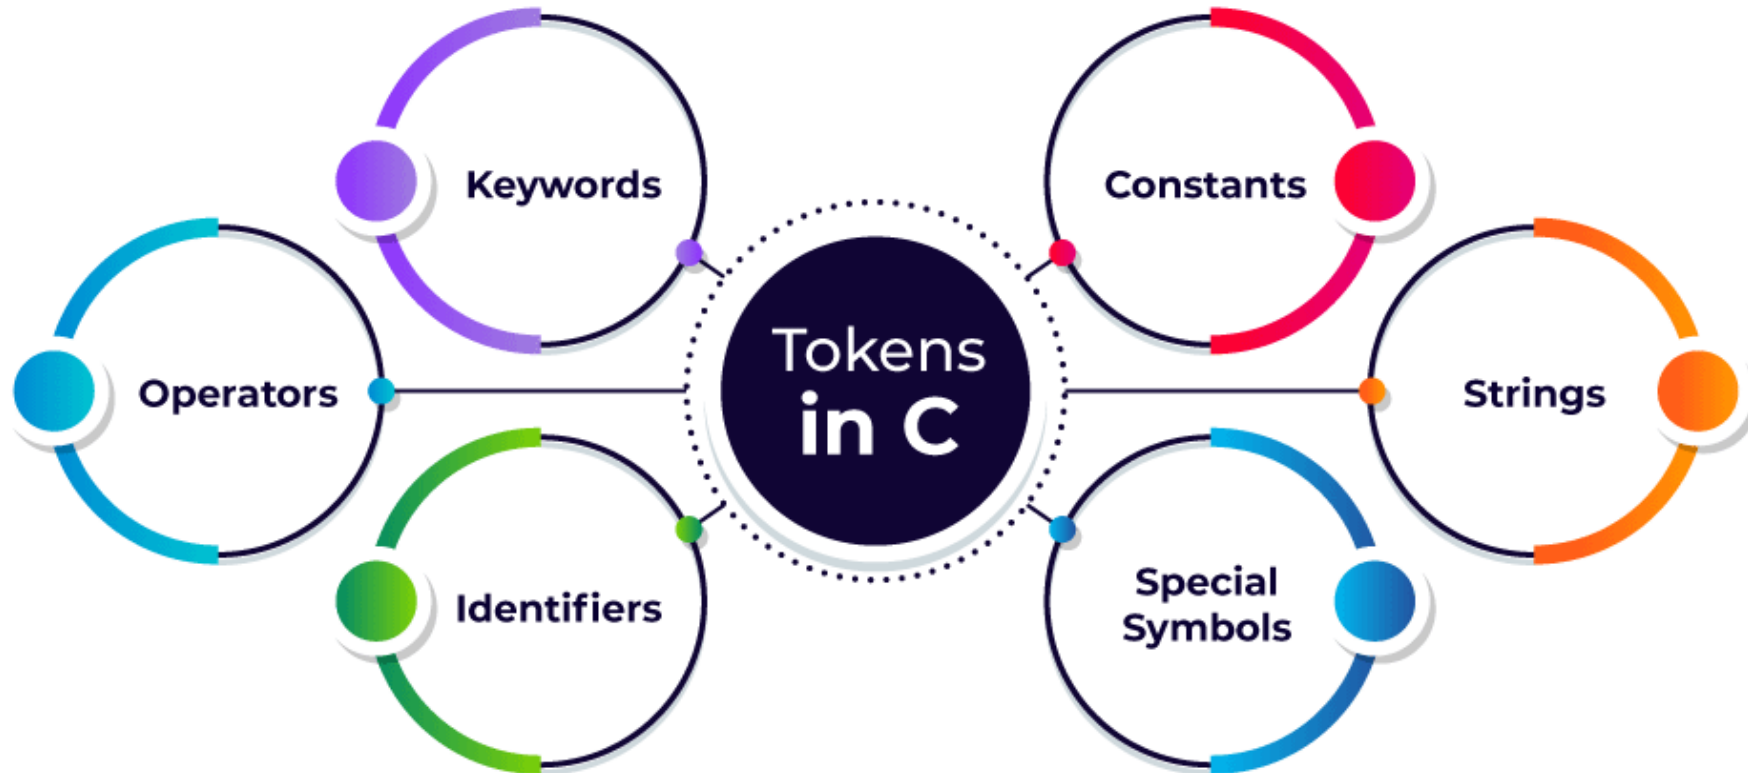 Keywords
Constants
Tokens
in C
Operators
Strings
Identifiers
Special
Symbols